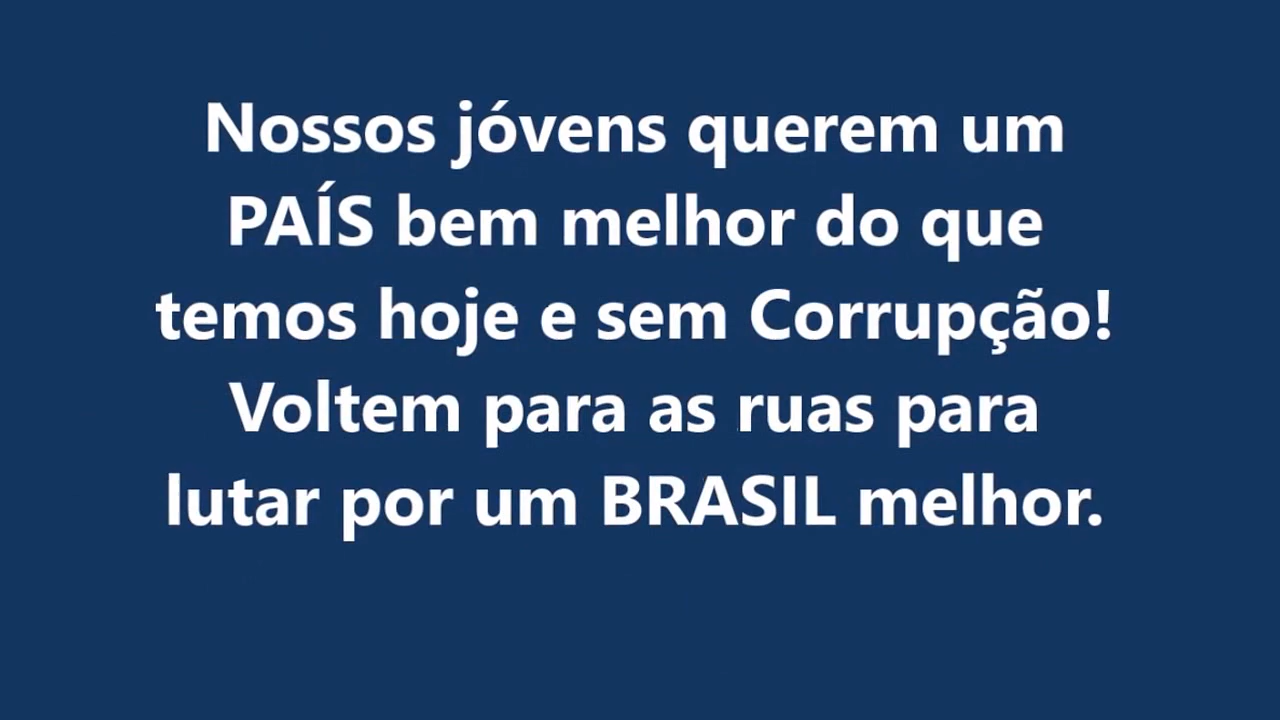 Nossos jóvens querem um
PAÍS bem melhor do que
temos hoje e sem Corrupção!
Voltem para as ruas para
lutar por um BRASIL melhor.